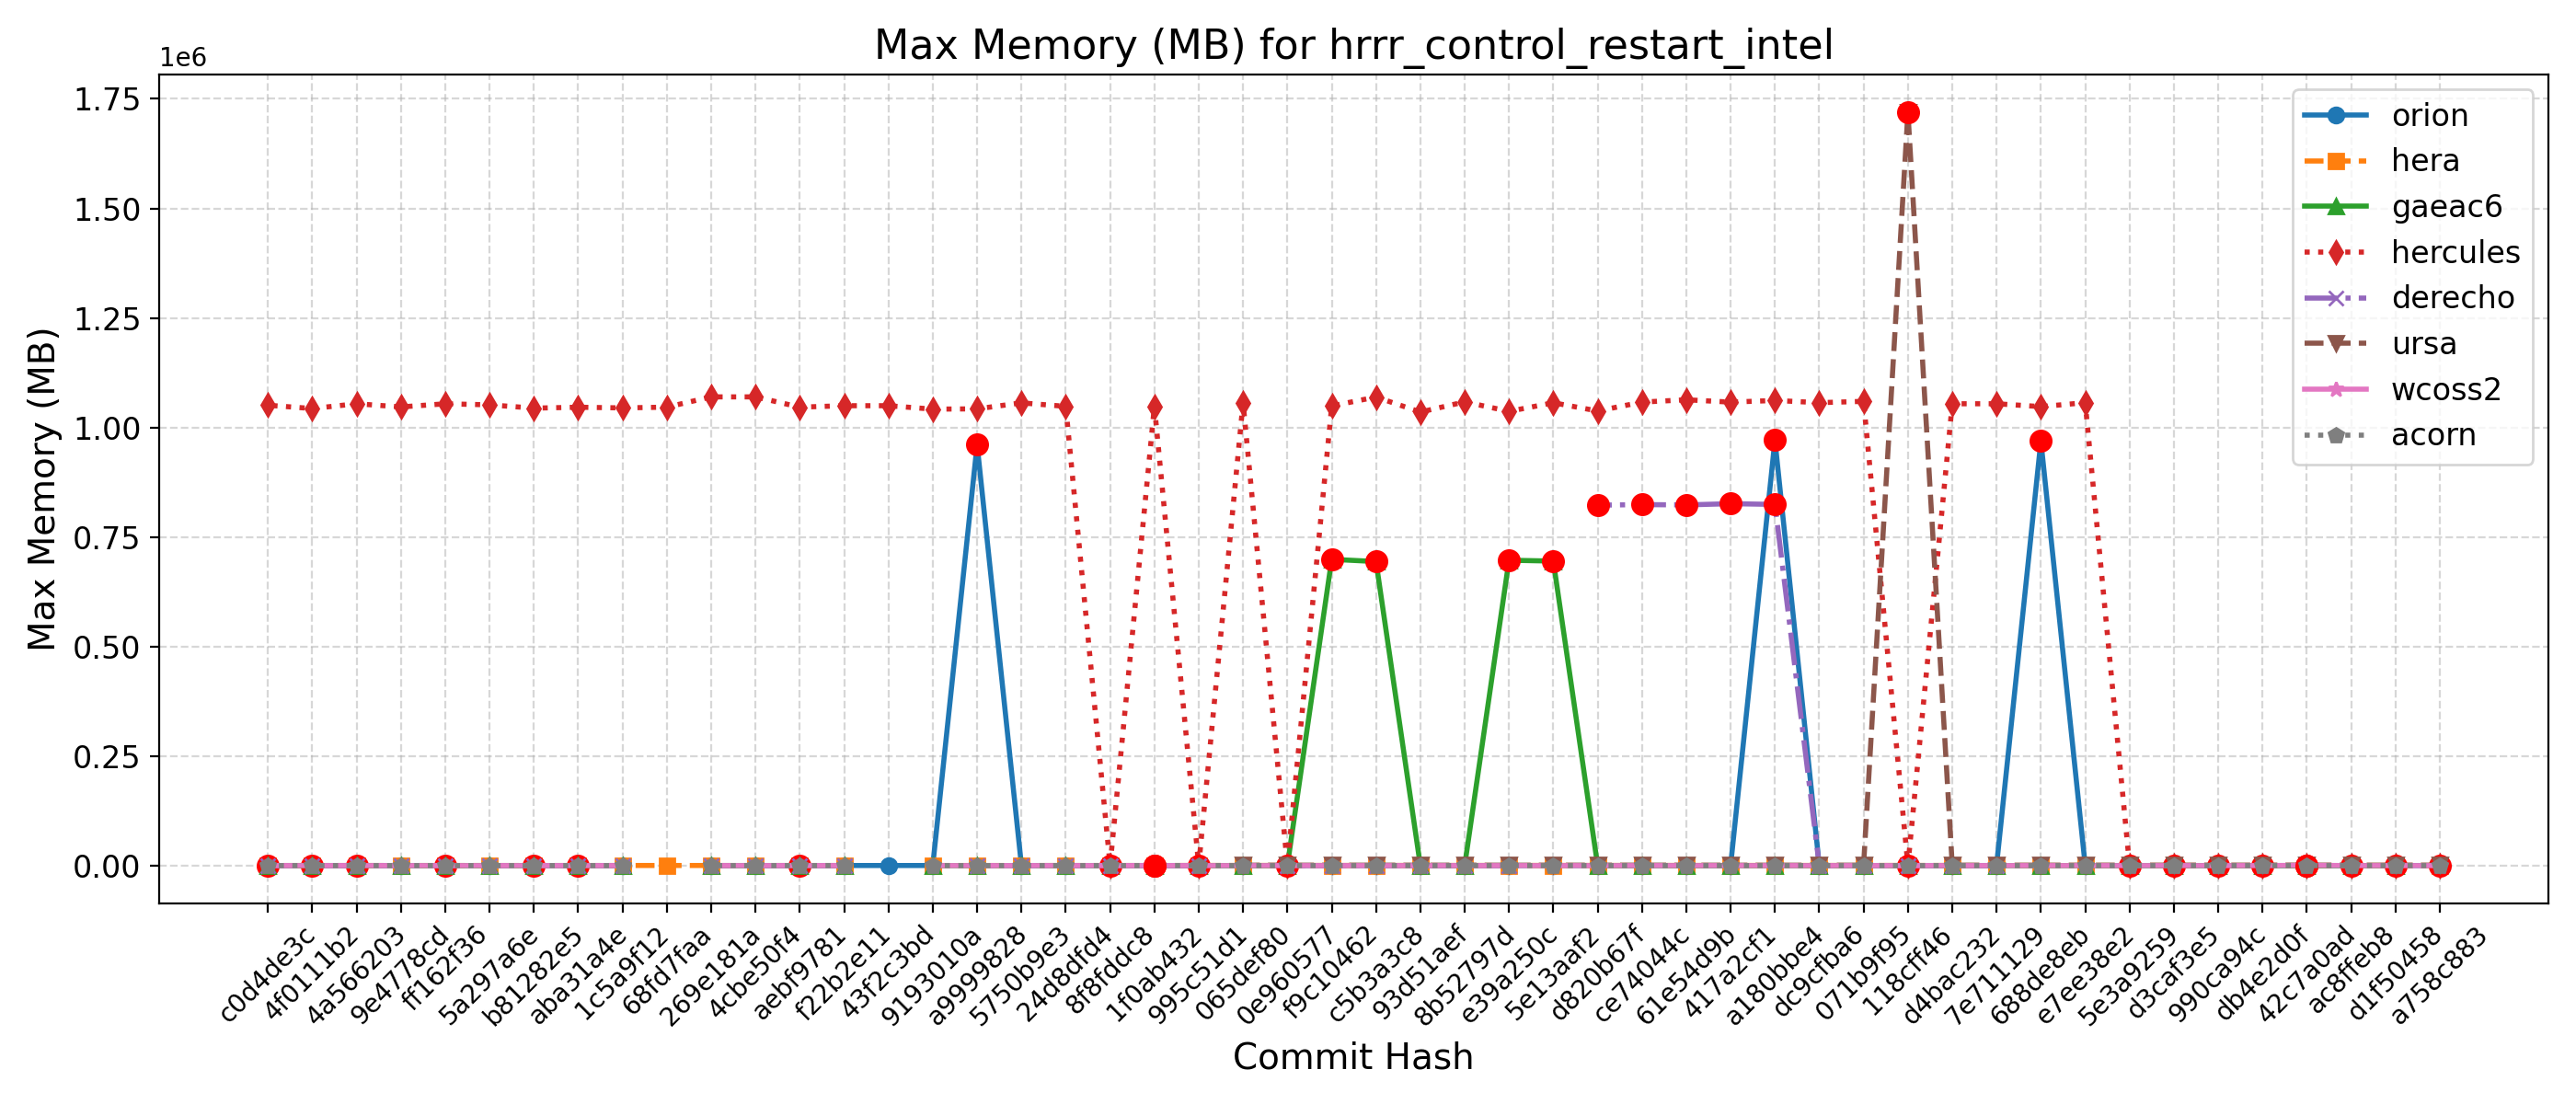 Max Memory (MB) for hrrr_control_restart_intel
1e6
1.75
1.50
1.25
1.00
0.75
0.50
0.25
0.00
Max Memory (MB)
orion
hera
gaeac6
hercules
derecho
ursa
wcoss2
acorn
c0d4de3c
4f0111b2
4a566203
9e4778cd
ff162f36
5a297a6e
b81282e5
aba31a4e
1c5a9f12
68fd7faa
269e181a
4cbe50f4
aebf9781
f22b2e11
43f2c3bd
9193010a
a9999828
5750b9e3
24d8dfd4
8f8fddc8
1f0ab432
995c51d1
065def80
0e960577
f9c10462
c5b3a3c8
93d51aef
8b52797d
e39a250c
5e13aaf2
d820b67f
ce74044c
61e54d9b
417a2cf1
a180bbe4
dc9cfba6
071b9f95
118cff46
d4bac232
7e711129
688de8eb
e7ee38e2
5e3a9259
d3caf3e5
990ca94c
db4e2d0f
42c7a0ad
ac8ffeb8
d1f50458
a758c883
Commit Hash